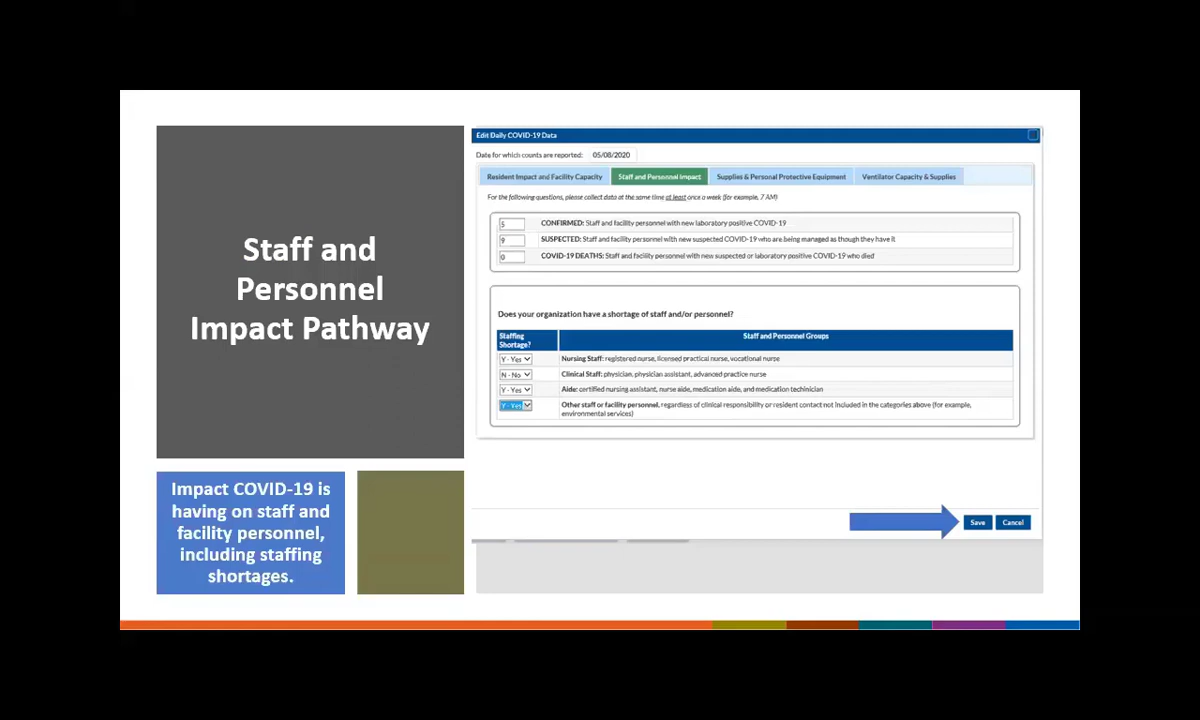 Staff and
Personnel
Impact Pathway
Impact COVID-19 is
having on staff and
facility personnel,
including staffing
shortages.
Edit Daily COVID-19 Data
Date for which counts are reported: 05/08/2020
Resident Impact and Facility Capacity Staff and Personnel Impact Supplies & Personal Protective Equipment Ventilator Capacity & Supplies
For the following questions, please collect data at the same time at least once a week (for example, 7 AM)
5 CONFIRMED: Staff and facility personnel with new laboratory positive COVID-19
9 SUSPECTED: Staff and facility personnel with new suspected COVID-19 who are being managed as though they have it
0 COVID-19 DEATHS: Staff and facility personnel with new suspected or laboratory positive COVID-19 who died
Does your organization have a shortage of staff and/or personnel?
Staffing
Shortage?
Staff and Personnel Groups
Y - Yes Nursing Staff: registered nurse, licensed practical nurse, vocational nurse
N - No Clinical Staff: physician, physician assistant, advanced practice nurse
Y - Yes Aide: certified nursing assistant, nurse aide, medication aide, and medication technician
Y - Yes Other staff or facility personnel, regardless of clinical responsibility or resident contact not included in the categories above (for example,
environmental services)
Save Cancel